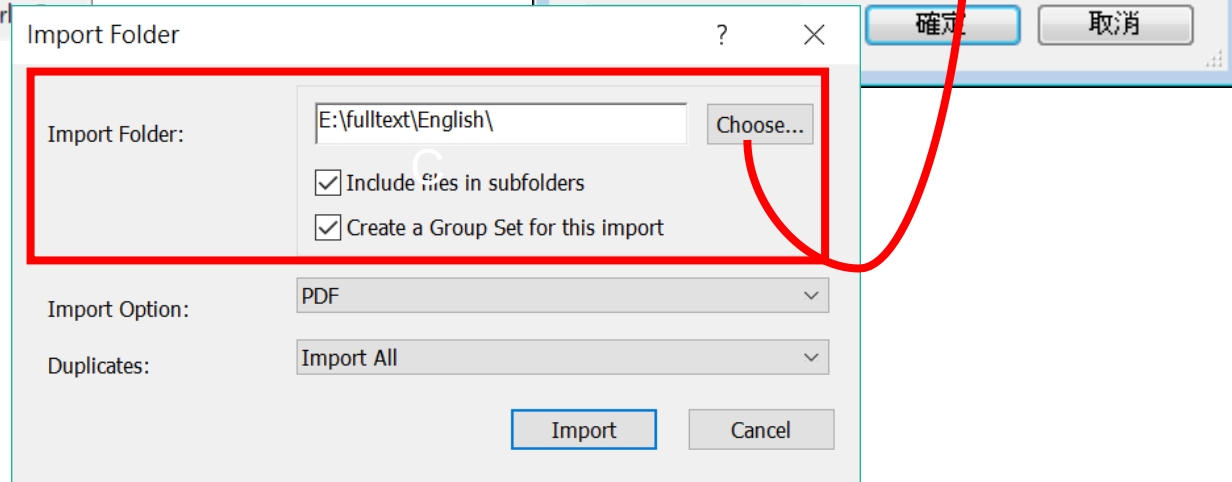 確定 取消
Import Folder ?
Import Folder: E:\fulltext\English\ Choose...
C
Include files in subfolders
Create a Group Set for this import
Import Option: PDF
Duplicates: Import All
Import Cancel